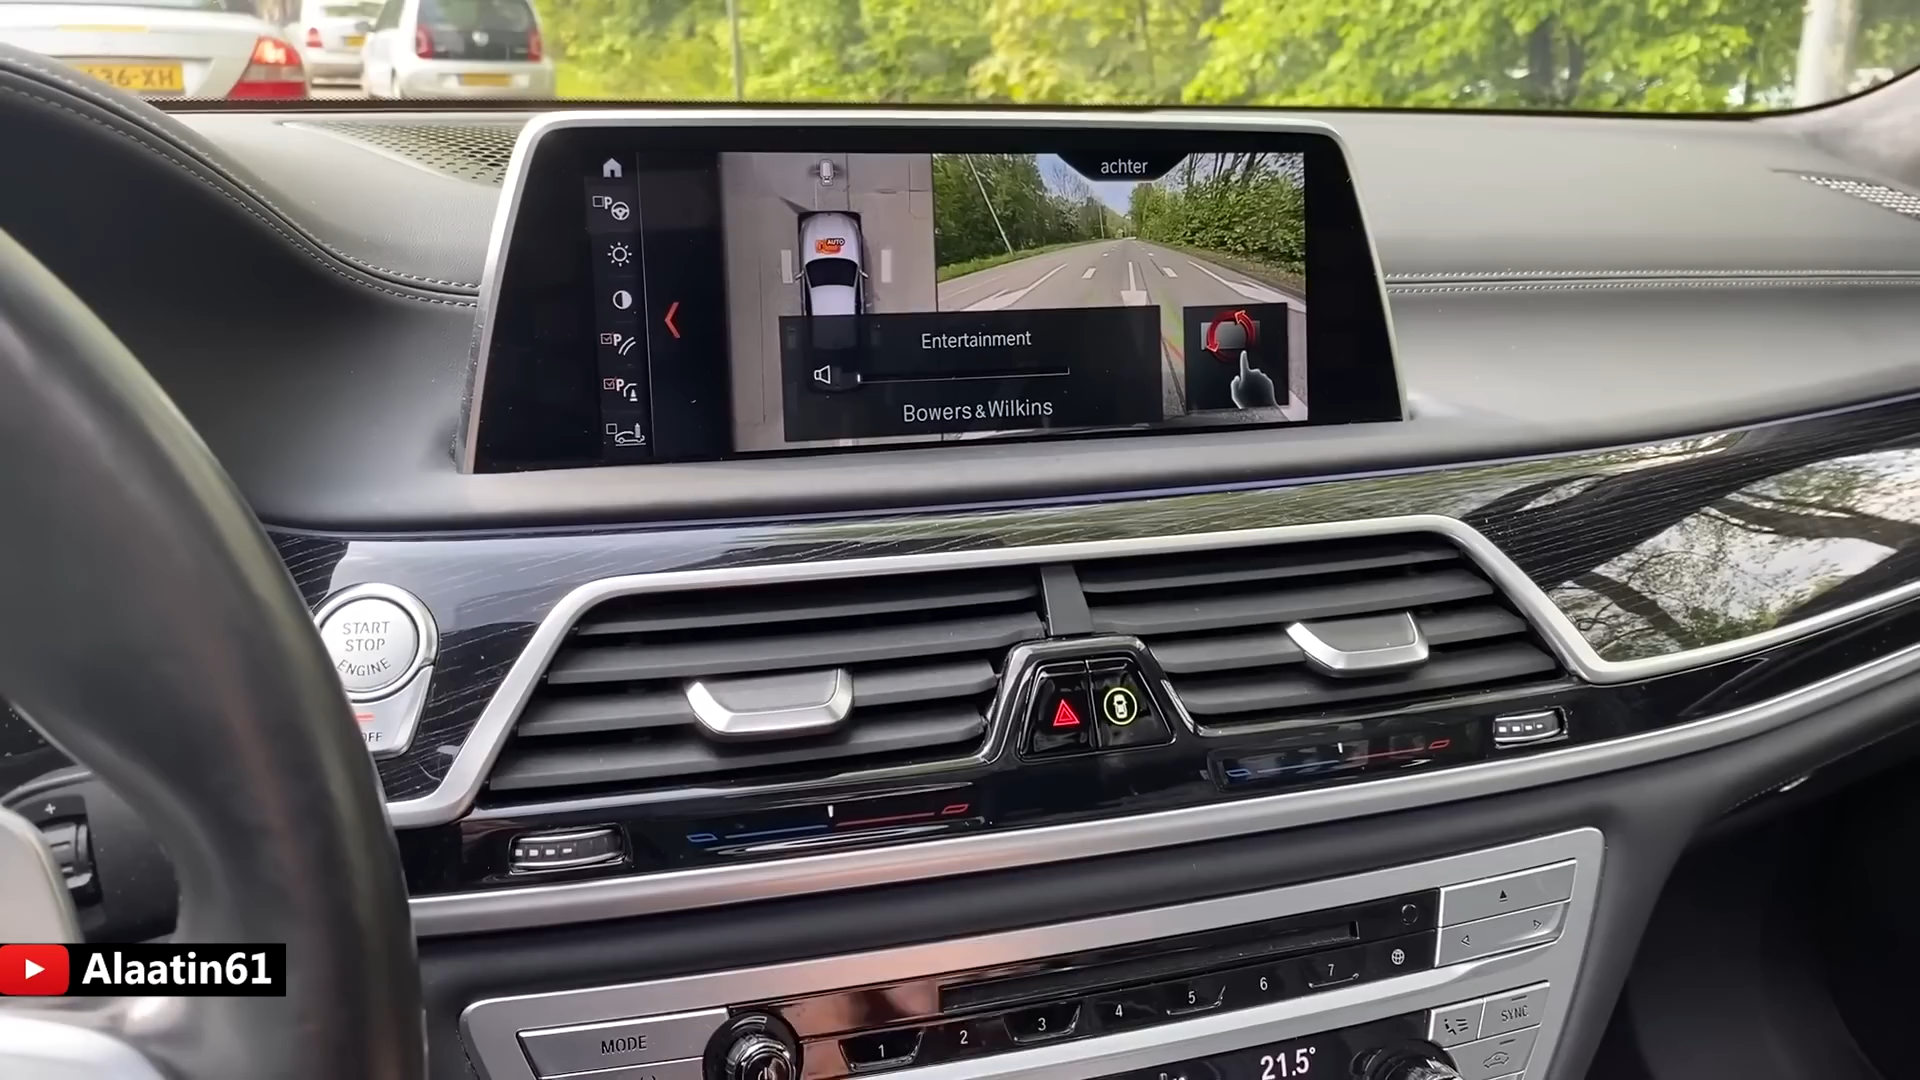 36-XH
achter
AUTO
Entertainment
Bowers & Wilkins
START
STOP
ENGINE
OFF
MODE
1 2 3 4 5 6 7
SYNC
21.5°
Alaatin61